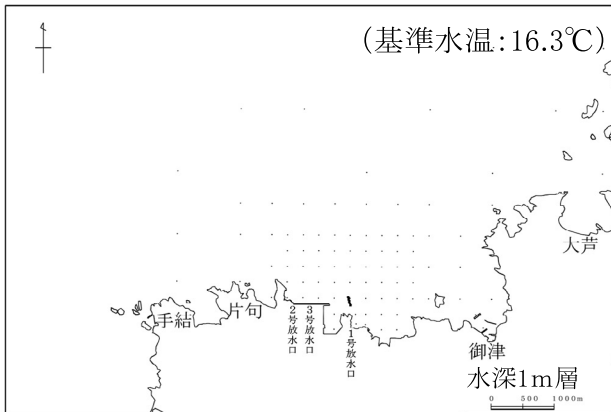 (基準水温:16.3℃)
大芦
片句
手結
2号放水口
3号放水口
1号放水口
御津
水深1m層
0 500 1000m